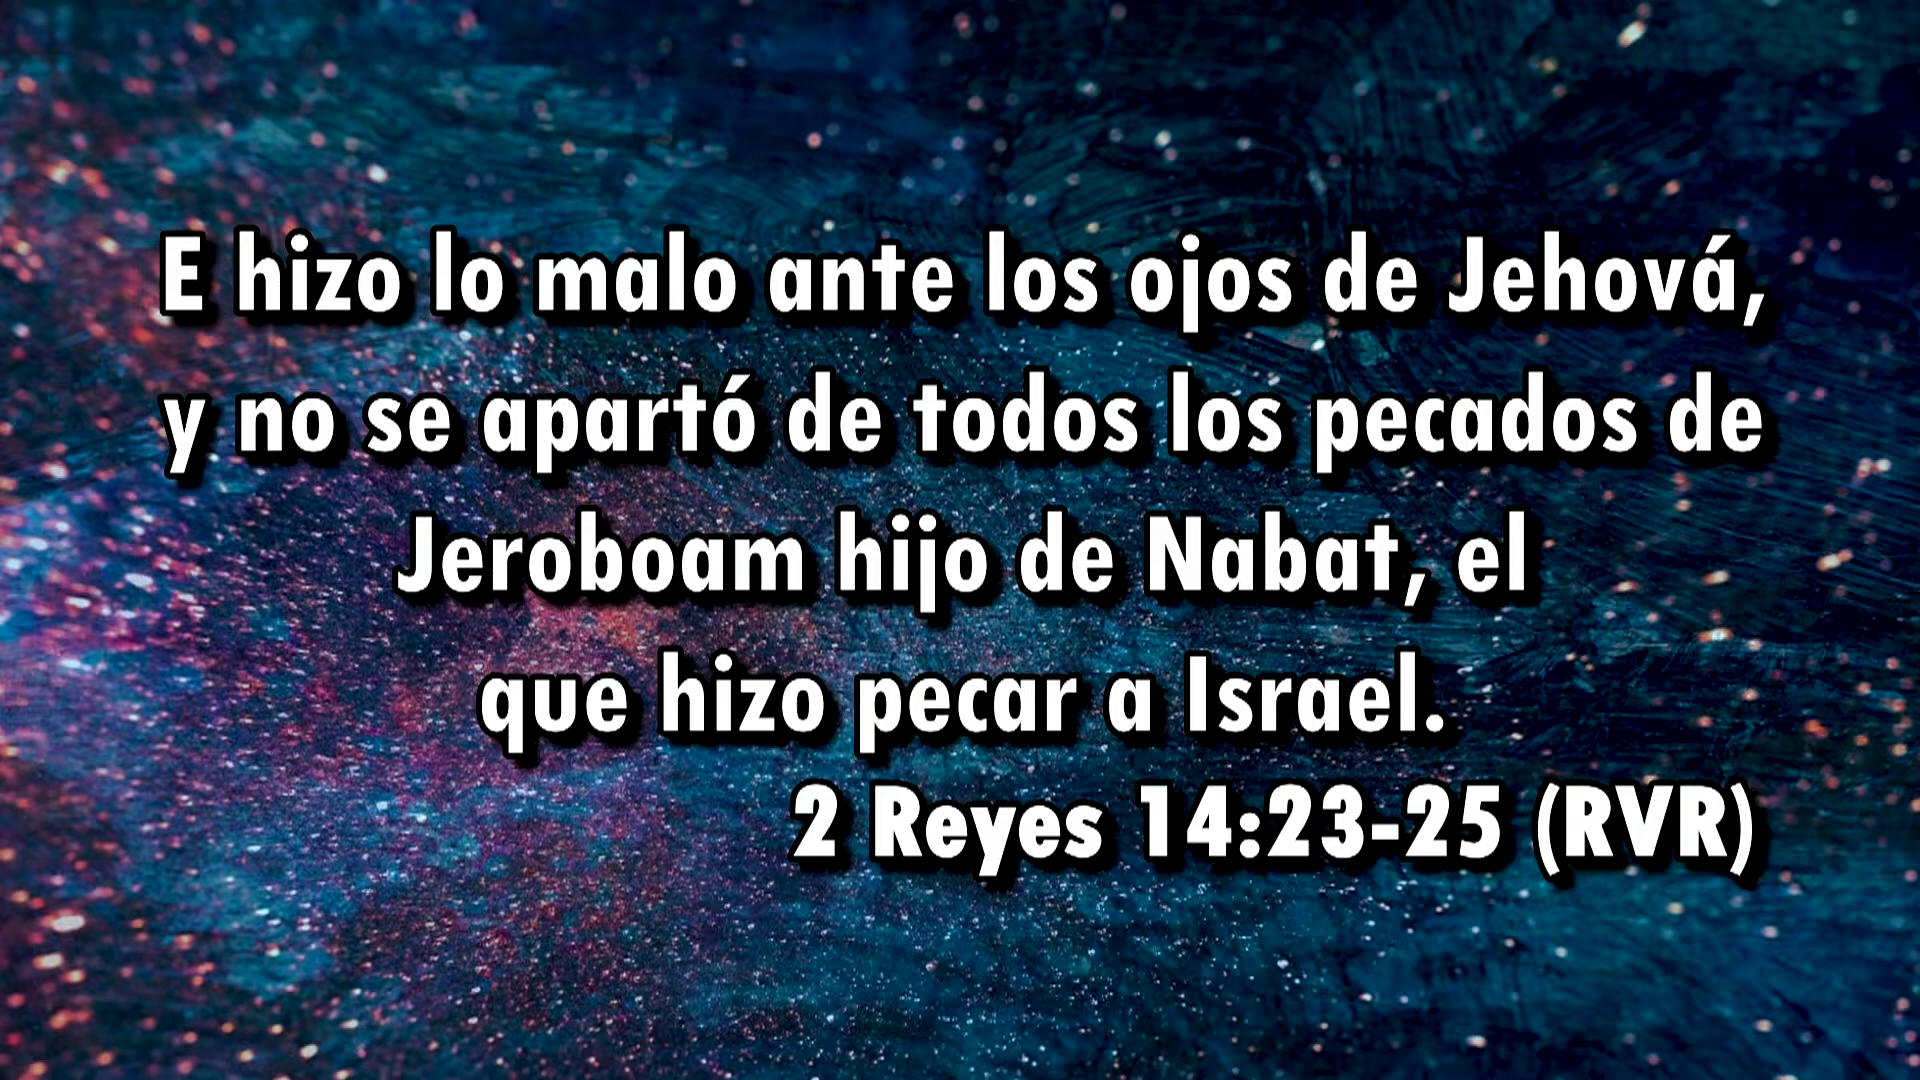 E hizo lo malo ante los ojos de Jehová,
y no se apartó de todos los pecados de
Jeroboam hijo de Nabat, el
que hizo pecar a Israel.
2 Reyes 14:23-25 (RVR)